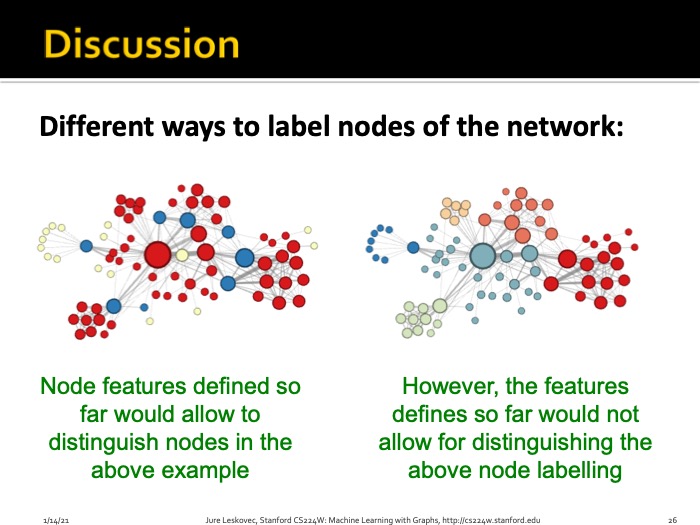 Discussion
Different ways to label nodes of the network:
Node features defined so
far would allow to
distinguish nodes in the
above example
However, the features
defines so far would not
allow for distinguishing the
above node labelling
1/14/21
Jure Leskovec, Stanford CS224W: Machine Learning with Graphs, http://cs224w.stanford.edu
26